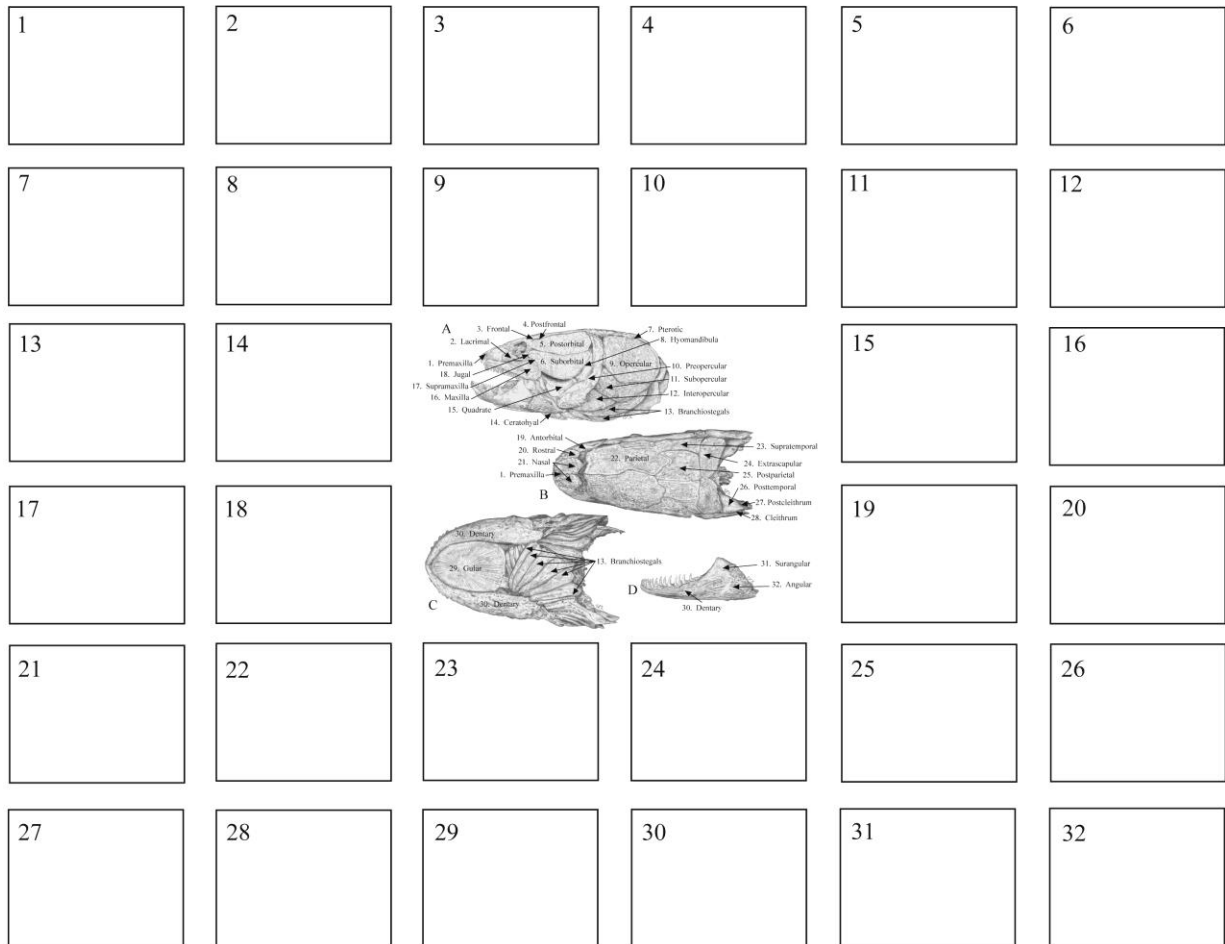 1
2
3
4
5
6
7
8
9
10
11
12
13
14
15
16
A
4. Postfrontal
3. Frontal
7. Pterotic
2. Lacrimal
8. Hyomandibula
5. Postorbital
1. Premaxilla
6. Suborbital
9. Opercular
10. Preopercular
18. Jugal
11. Subopercular
17. Supramaxilla
12. Interopercular
16. Maxilla
15. Quadrate
13. Branchiostegals
14. Ceratohyal
19. Antorbital
20. Rostral
23. Supratemporal
21. Nasal
22. Parietal
24. Extrascapular
1. Premaxilla
25. Postparietal
26. Posttemporal
B
27. Postcleithrum
28. Cleithrum
17
18
19
20
30. Dentary
29. Gular
13. Branchiostegals
31. Surangular
32. Angular
D
C
30. Dentary
30. Dentary
21
22
23
24
25
26
27
28
29
30
31
32